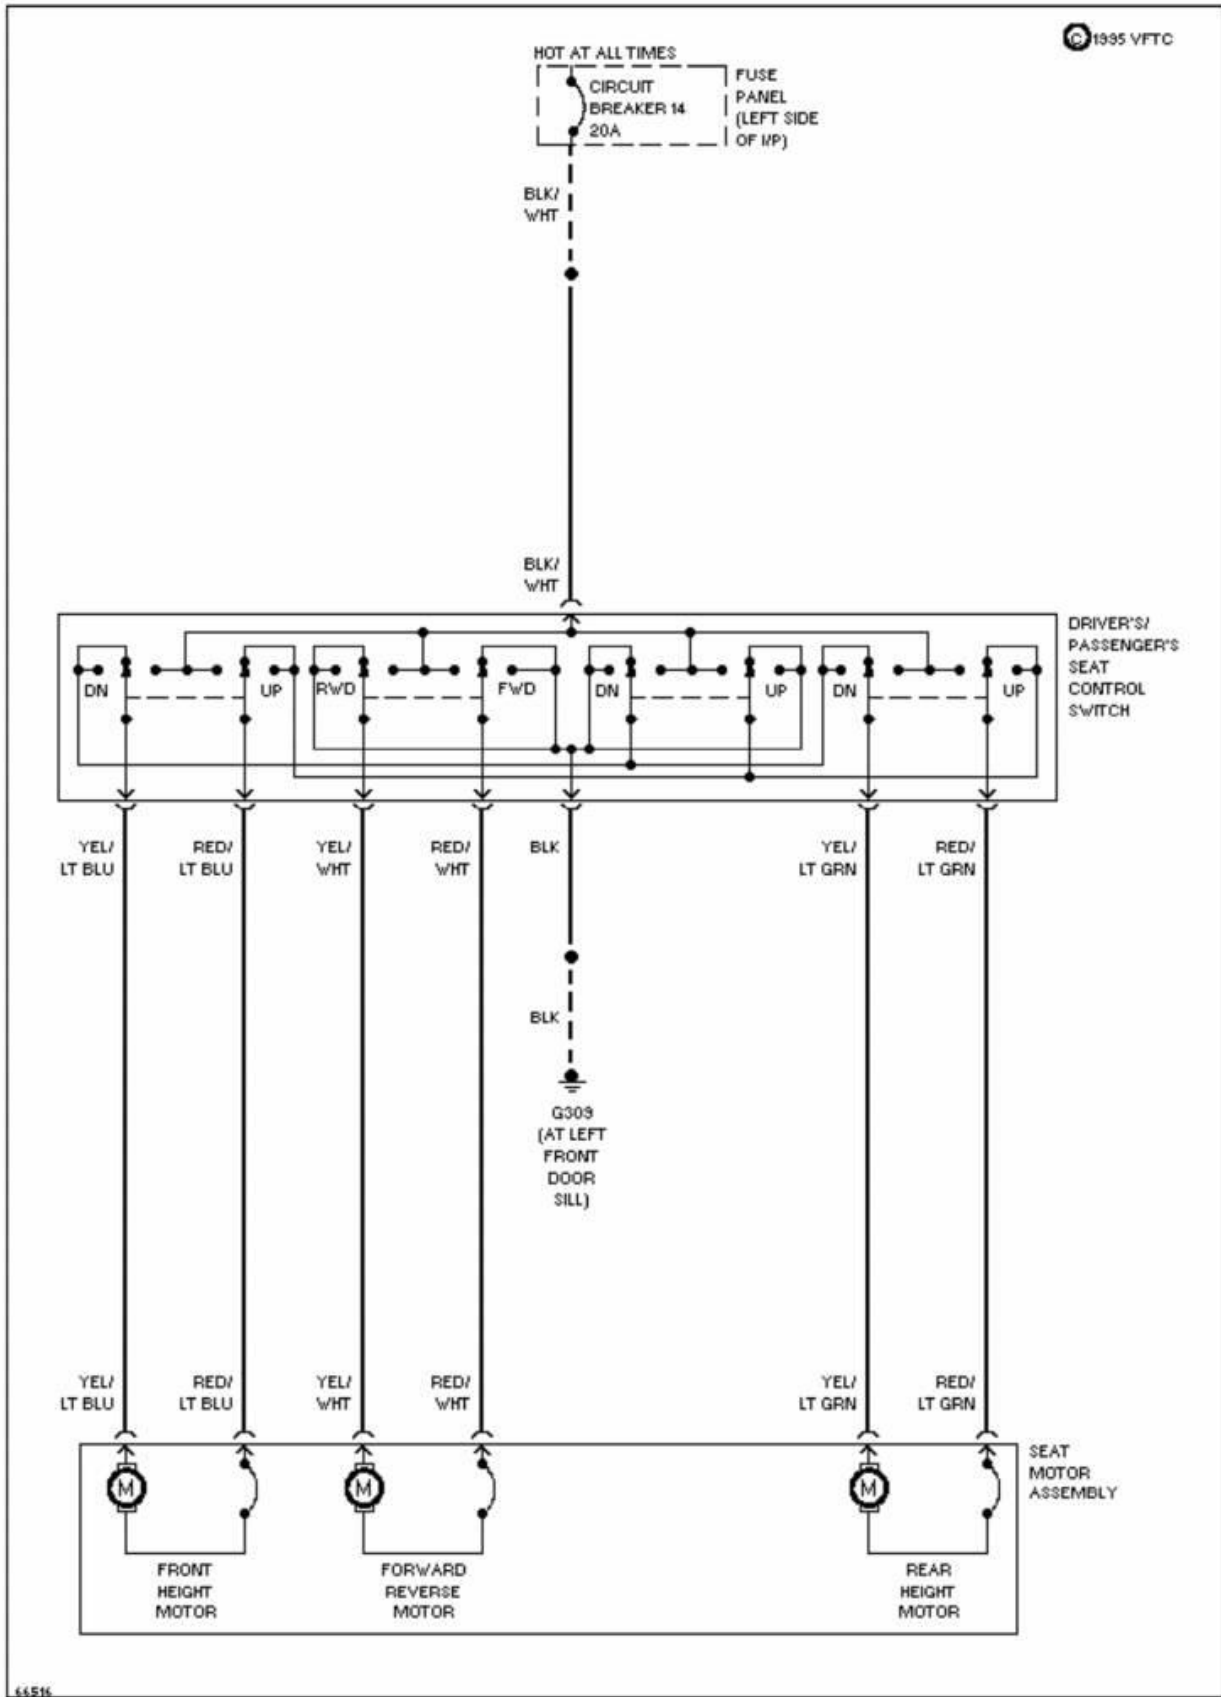 © 1995 VFTC
HOT AT ALL TIMES
CIRCUIT
BREAKER 14
20A
FUSE
PANEL
(LEFT SIDE
OF I/P)
BLK/
WHT
BLK/
WHT
DRIVER'S/
PASSENGER'S
SEAT
CONTROL
SWITCH
DN
UP
RWD
FWD
DN
UP
DN
UP
YEL/
LT BLU
RED/
LT BLU
YEL/
WHT
RED/
WHT
BLK
YEL/
LT GRN
RED/
LT GRN
BLK
G309
(AT LEFT
FRONT
DOOR
SILL)
YEL/
LT BLU
RED/
LT BLU
YEL/
WHT
RED/
WHT
YEL/
LT GRN
RED/
LT GRN
M
M
M
SEAT
MOTOR
ASSEMBLY
FRONT
HEIGHT
MOTOR
FORWARD
REVERSE
MOTOR
REAR
HEIGHT
MOTOR
66516